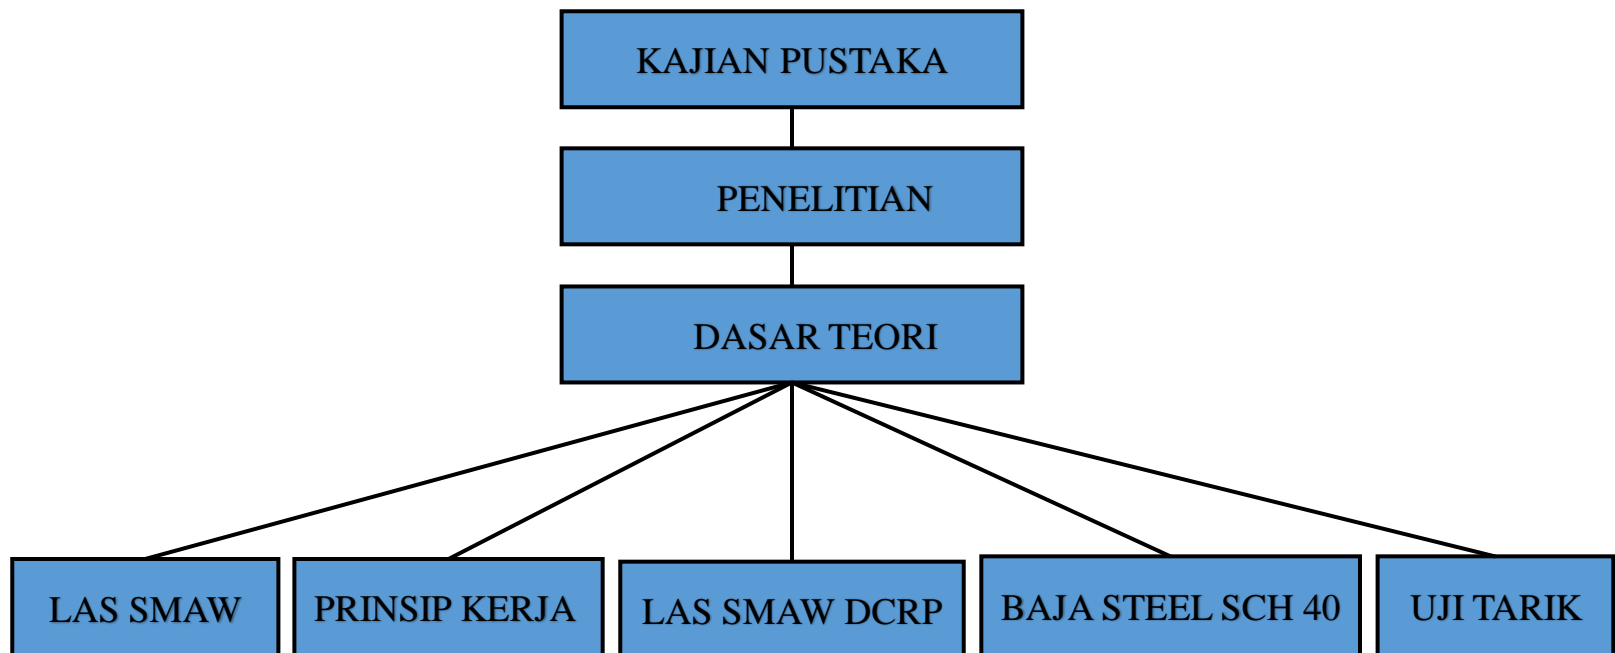 KAJIAN PUSTAKA
PENELITIAN
DASAR TEORI
LAS SMAW
PRINSIP KERJA
LAS SMAW DCRP
BAJA STEEL SCH 40
UJI TARIK